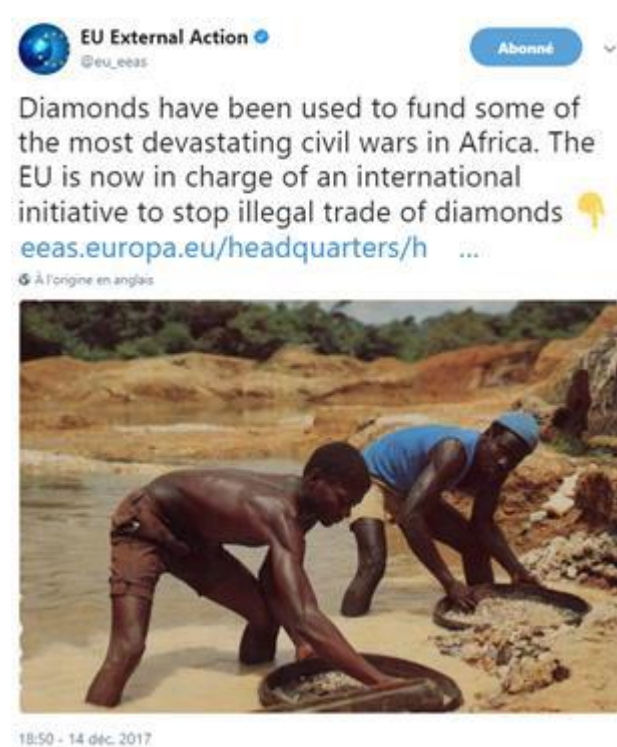 EU External Action
@eu_eeas
Abonné
Diamonds have been used to fund some of
the most devastating civil wars in Africa. The
EU is now in charge of an international
initiative to stop illegal trade of diamonds 👇
eeas.europa.eu/headquarters/h ...
À l'origine en anglais
18:50 - 14 déc. 2017